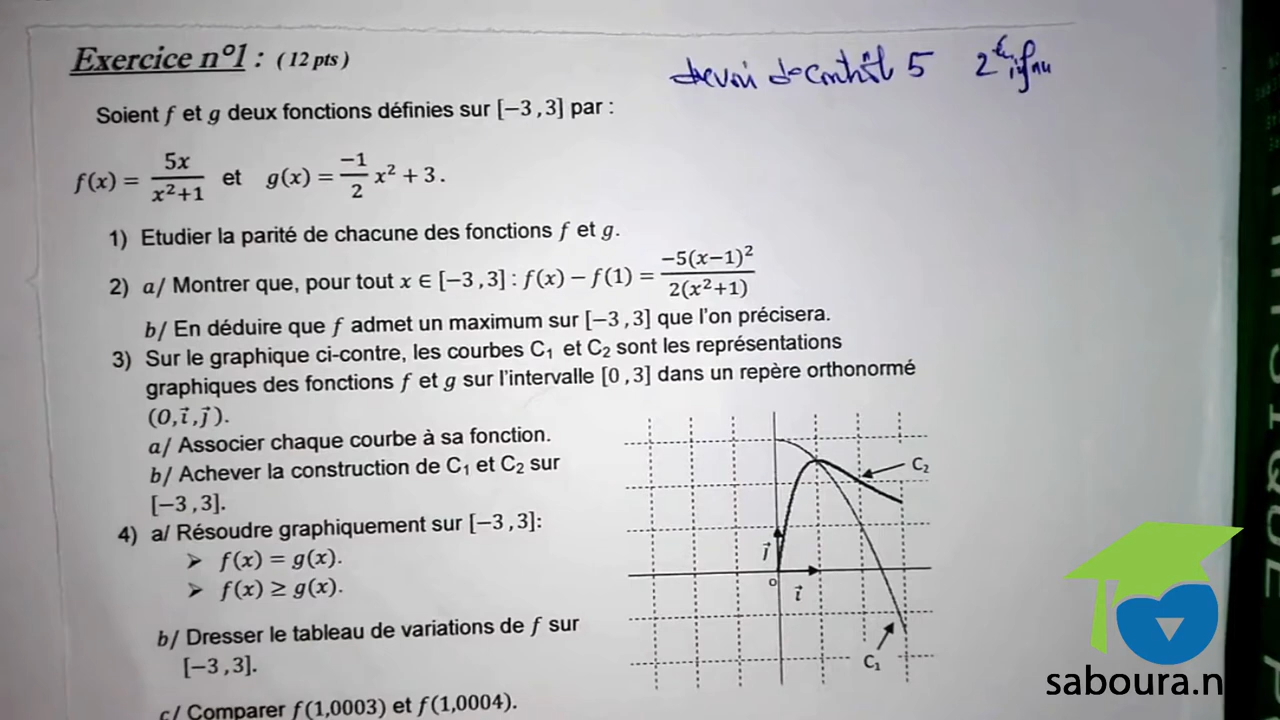 Exercice n°1 : ( 12 pts )
devoir de contrôl 5 2
Soient f et g deux fonctions définies sur [−3 , 3] par :
f(x) = 5x / x²+1 et g(x) = −1/2 x² + 3 .
1) Etudier la parité de chacune des fonctions f et g.
2) a/ Montrer que, pour tout x ∈ [−3 , 3] : f(x) − f(1) = −5(x−1)² / 2(x²+1)
b/ En déduire que f admet un maximum sur [−3 , 3] que l'on précisera.
3) Sur le graphique ci-contre, les courbes C₁ et C₂ sont les représentations
graphiques des fonctions f et g sur l'intervalle [0 , 3] dans un repère orthonormé
(O, i⃗ , j⃗ ).
a/ Associer chaque courbe à sa fonction.
b/ Achever la construction de C₁ et C₂ sur
[−3 , 3].
4) a/ Résoudre graphiquement sur [−3 , 3]:
➢ f(x) = g(x).
➢ f(x) ≥ g(x).
b/ Dresser le tableau de variations de f sur
[−3 , 3].
c/ Comparer f(1,0003) et f(1,0004).
C₂
j⃗
o
i⃗
C₁
saboura.n